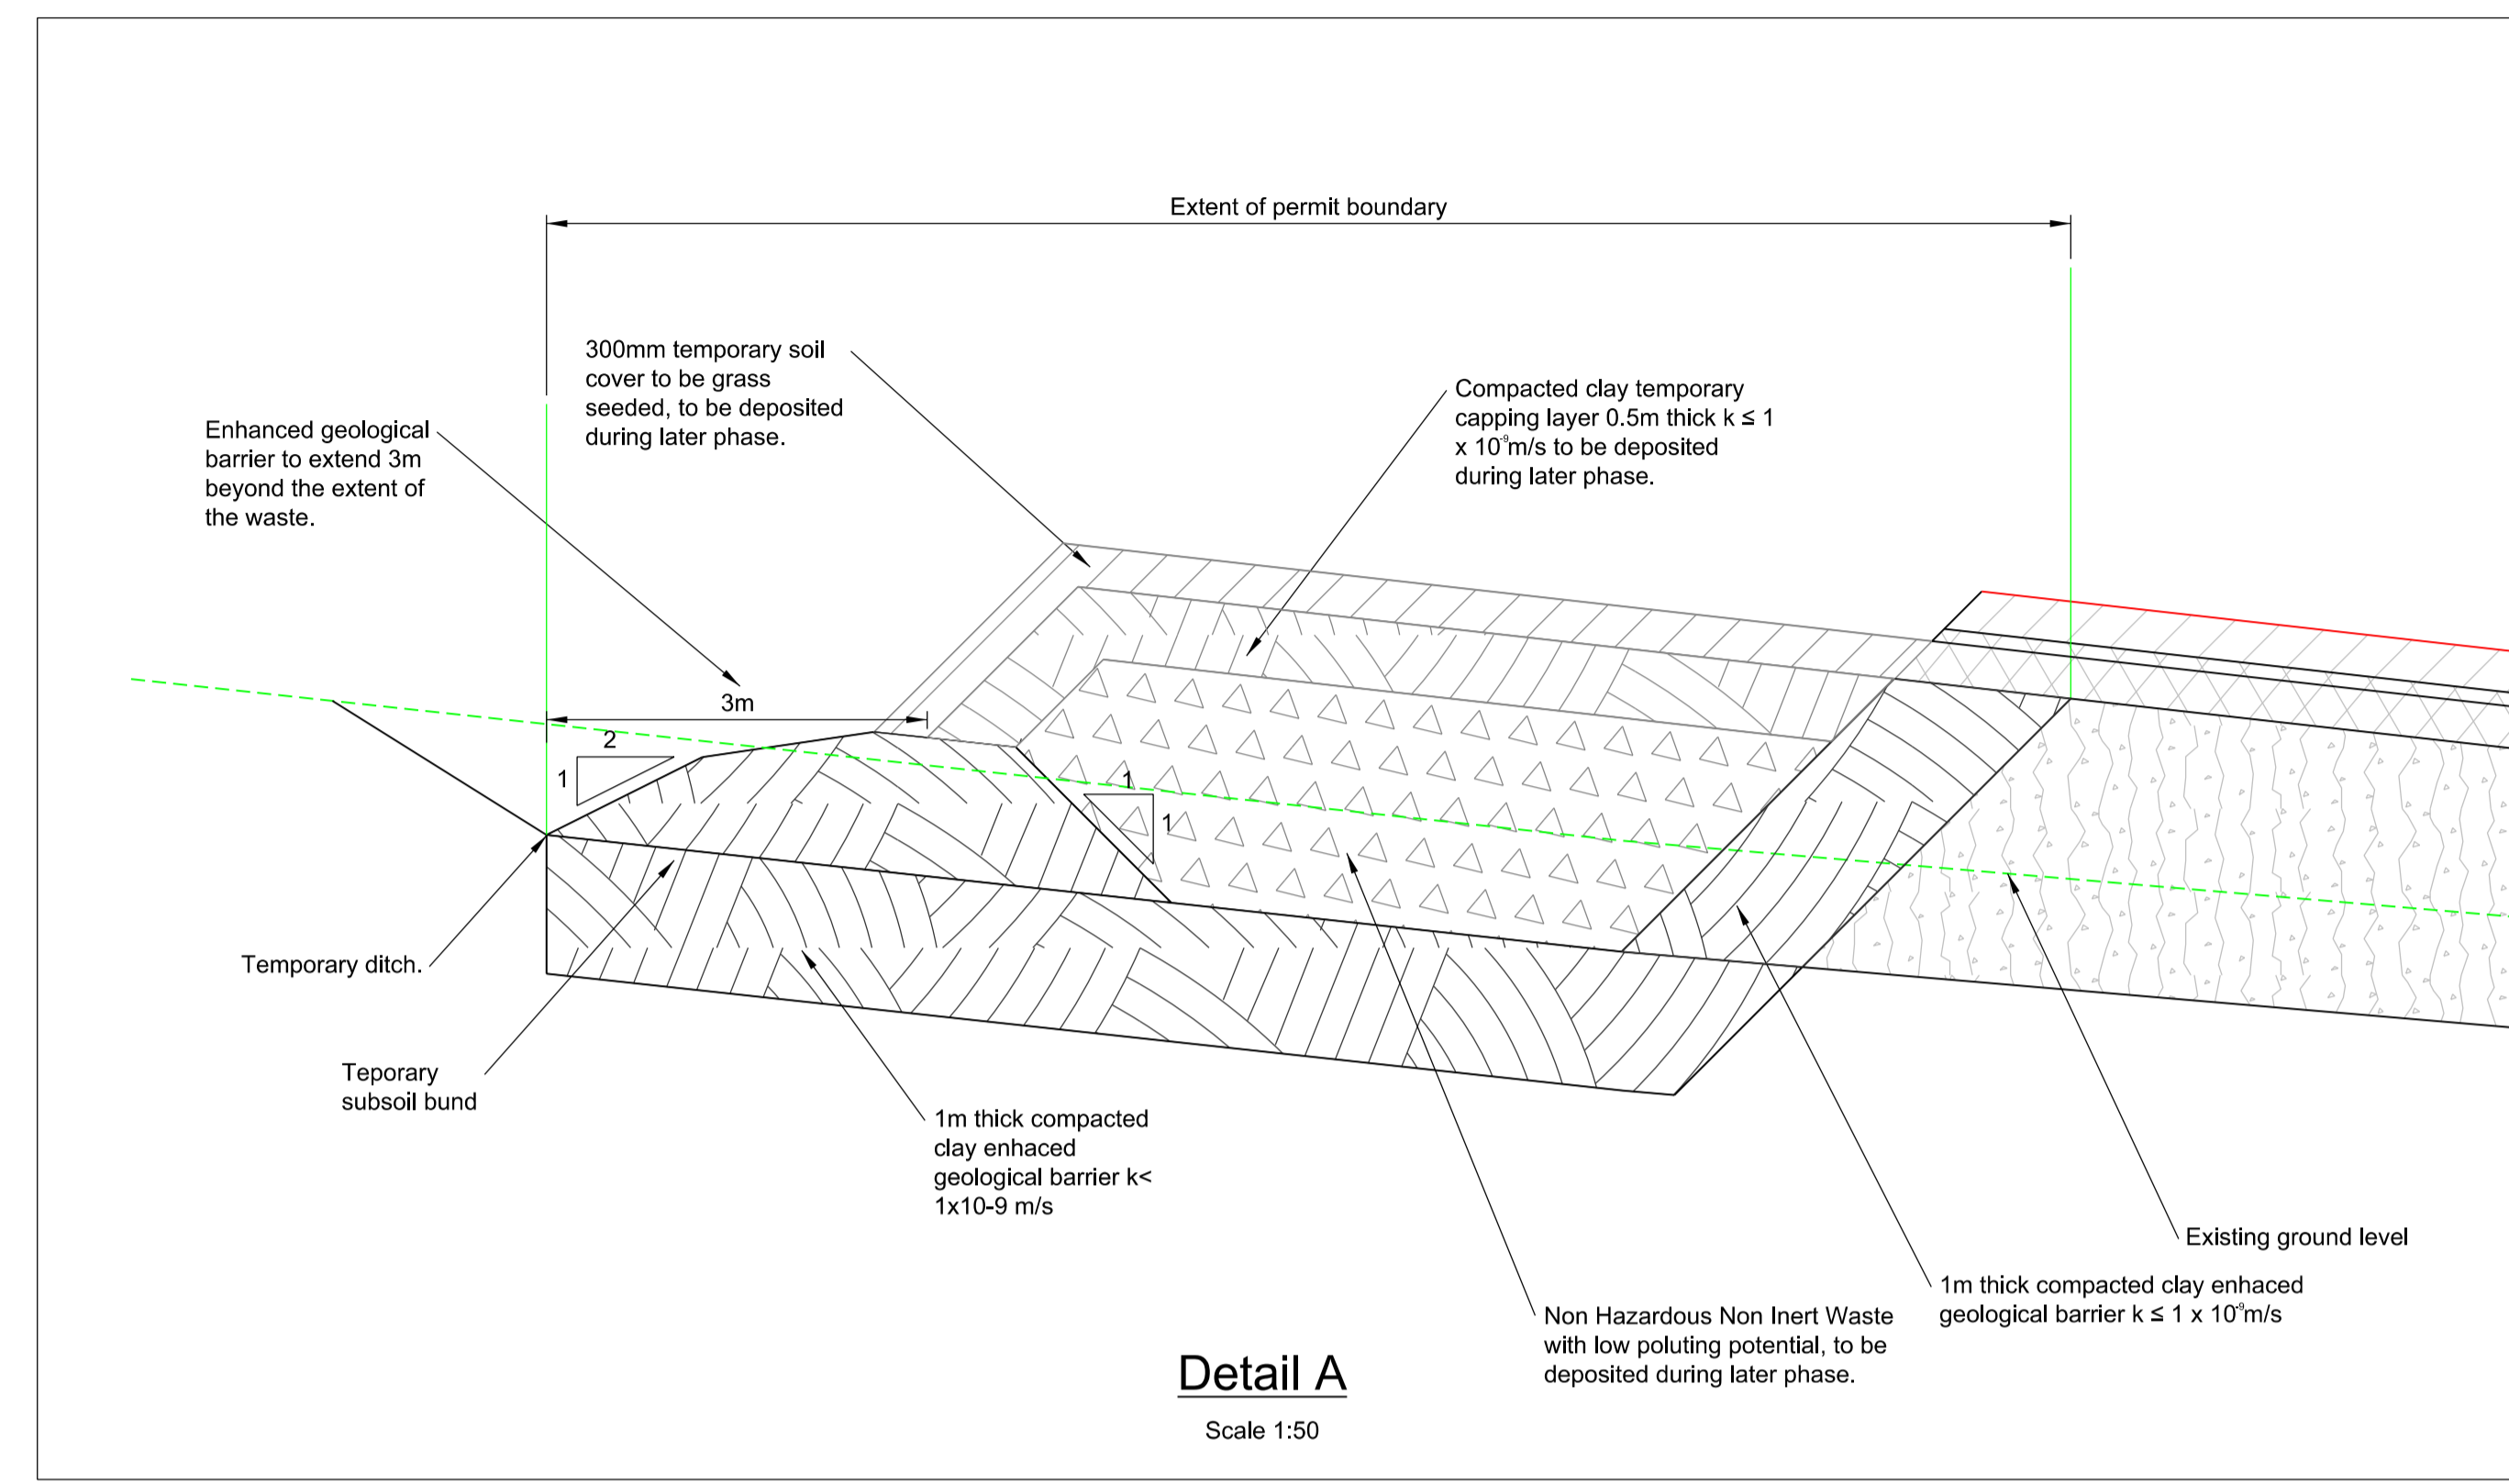 Extent of permit boundary
300mm temporary soil
cover to be grass
seeded, to be deposited
during later phase.
Compacted clay temporary
capping layer 0.5m thick k ≤ 1
x 10⁻⁹m/s to be deposited
during later phase.
Enhanced geological
barrier to extend 3m
beyond the extent of
the waste.
3m
2
1
1
1
Temporary ditch.
Teporary
subsoil bund
1m thick compacted
clay enhaced
geological barrier k<
1x10-9 m/s
Existing ground level
1m thick compacted clay enhaced
geological barrier k ≤ 1 x 10⁻⁹m/s
Non Hazardous Non Inert Waste
with low poluting potential, to be
deposited during later phase.
Detail A
Scale 1:50